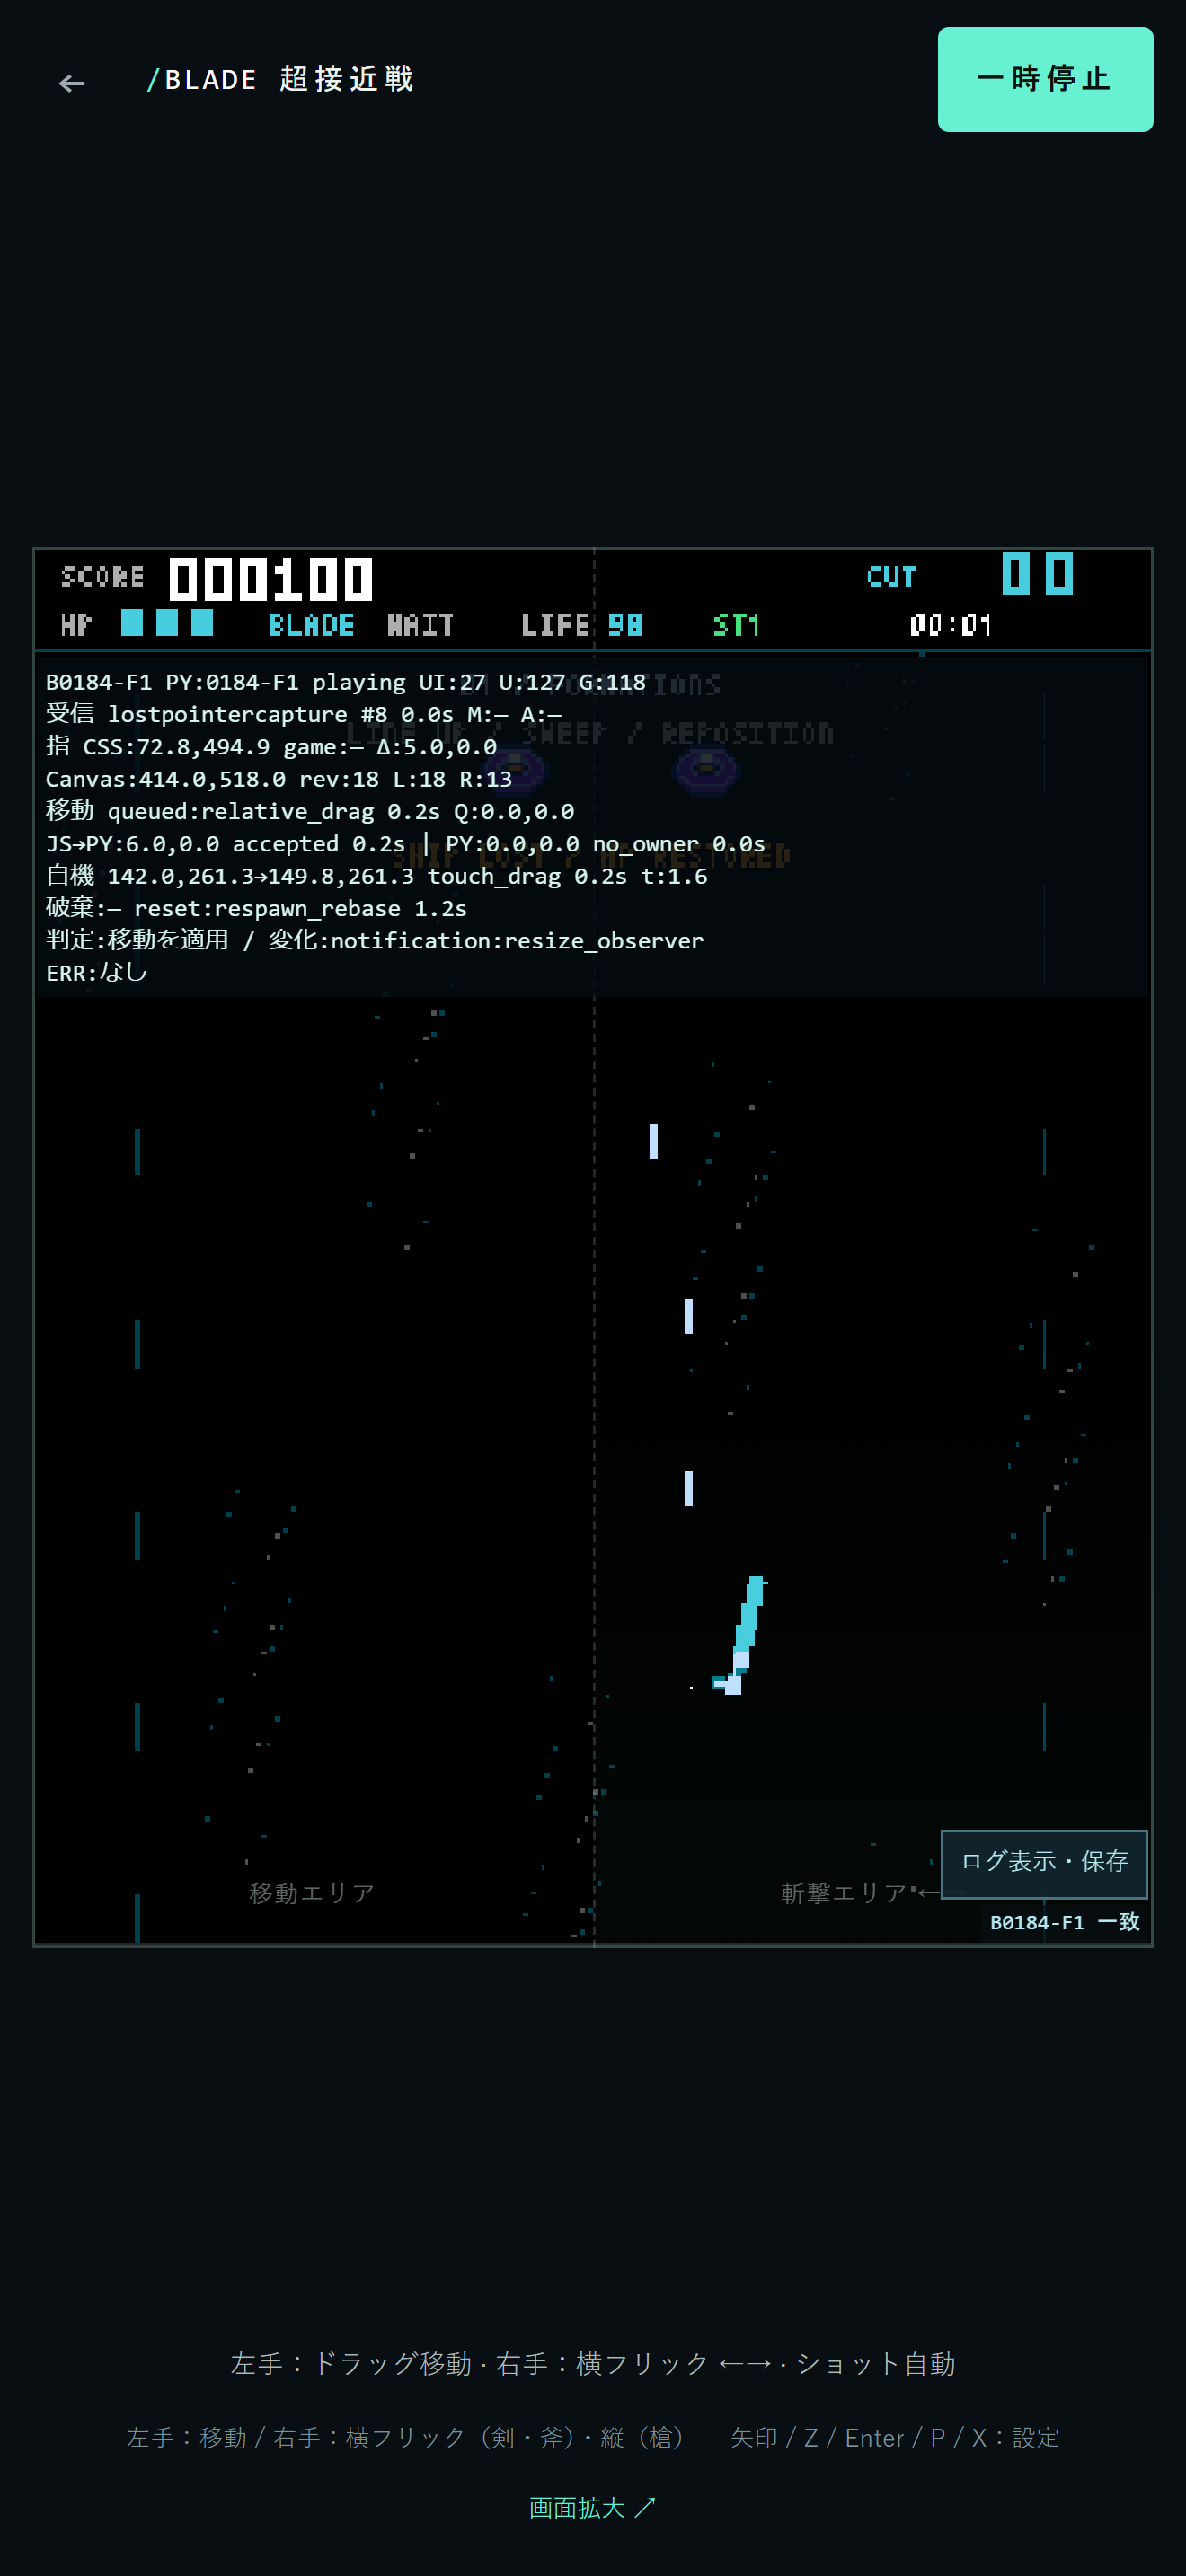 ←
/BLADE 超接近戦
一時停止
SCORE 000100 CUT 00
HP BLADE WAIT LIFE 98 ST1 00:01
B0184-F1 PY:0184-F1 playing UI:27 U:127 G:118
受信 lostpointercapture #8 0.0s M:— A:—
LINE UP / SWEEP / REPOSITION
指 CSS:72.8,494.9 game:— Δ:5.0,0.0
Canvas:414.0,518.0 rev:18 L:18 R:13
移動 queued:relative_drag 0.2s Q:0.0,0.0
JS→PY:6.0,0.0 accepted 0.2s | PY:0.0,0.0 no_owner 0.0s
SHIP LOST / HP RESTORED
自機 142.0,261.3→149.8,261.3 touch_drag 0.2s t:1.6
破棄:— reset:respawn_rebase 1.2s
判定:移動を適用 / 変化:notification:resize_observer
ERR:なし
ログ表示・保存
移動エリア
斬撃エリア
B0184-F1 一致
左手：ドラッグ移動 · 右手：横フリック ←→ · ショット自動
左手：移動 / 右手：横フリック（剣・斧）・縦（槍） 矢印 / Z / Enter / P / X：設定
画面拡大 ↗